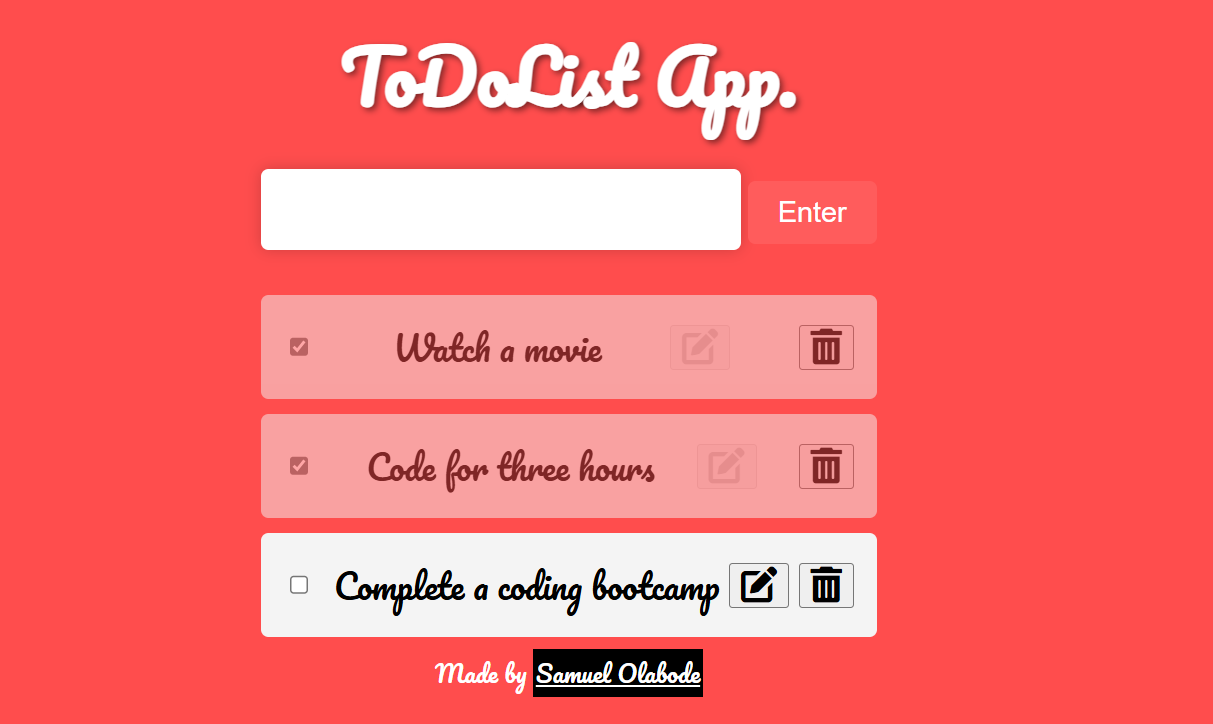 ToDoList App.
Enter
Watch a movie
Code for three hours
Complete a coding bootcamp
Made by Samuel Olabode